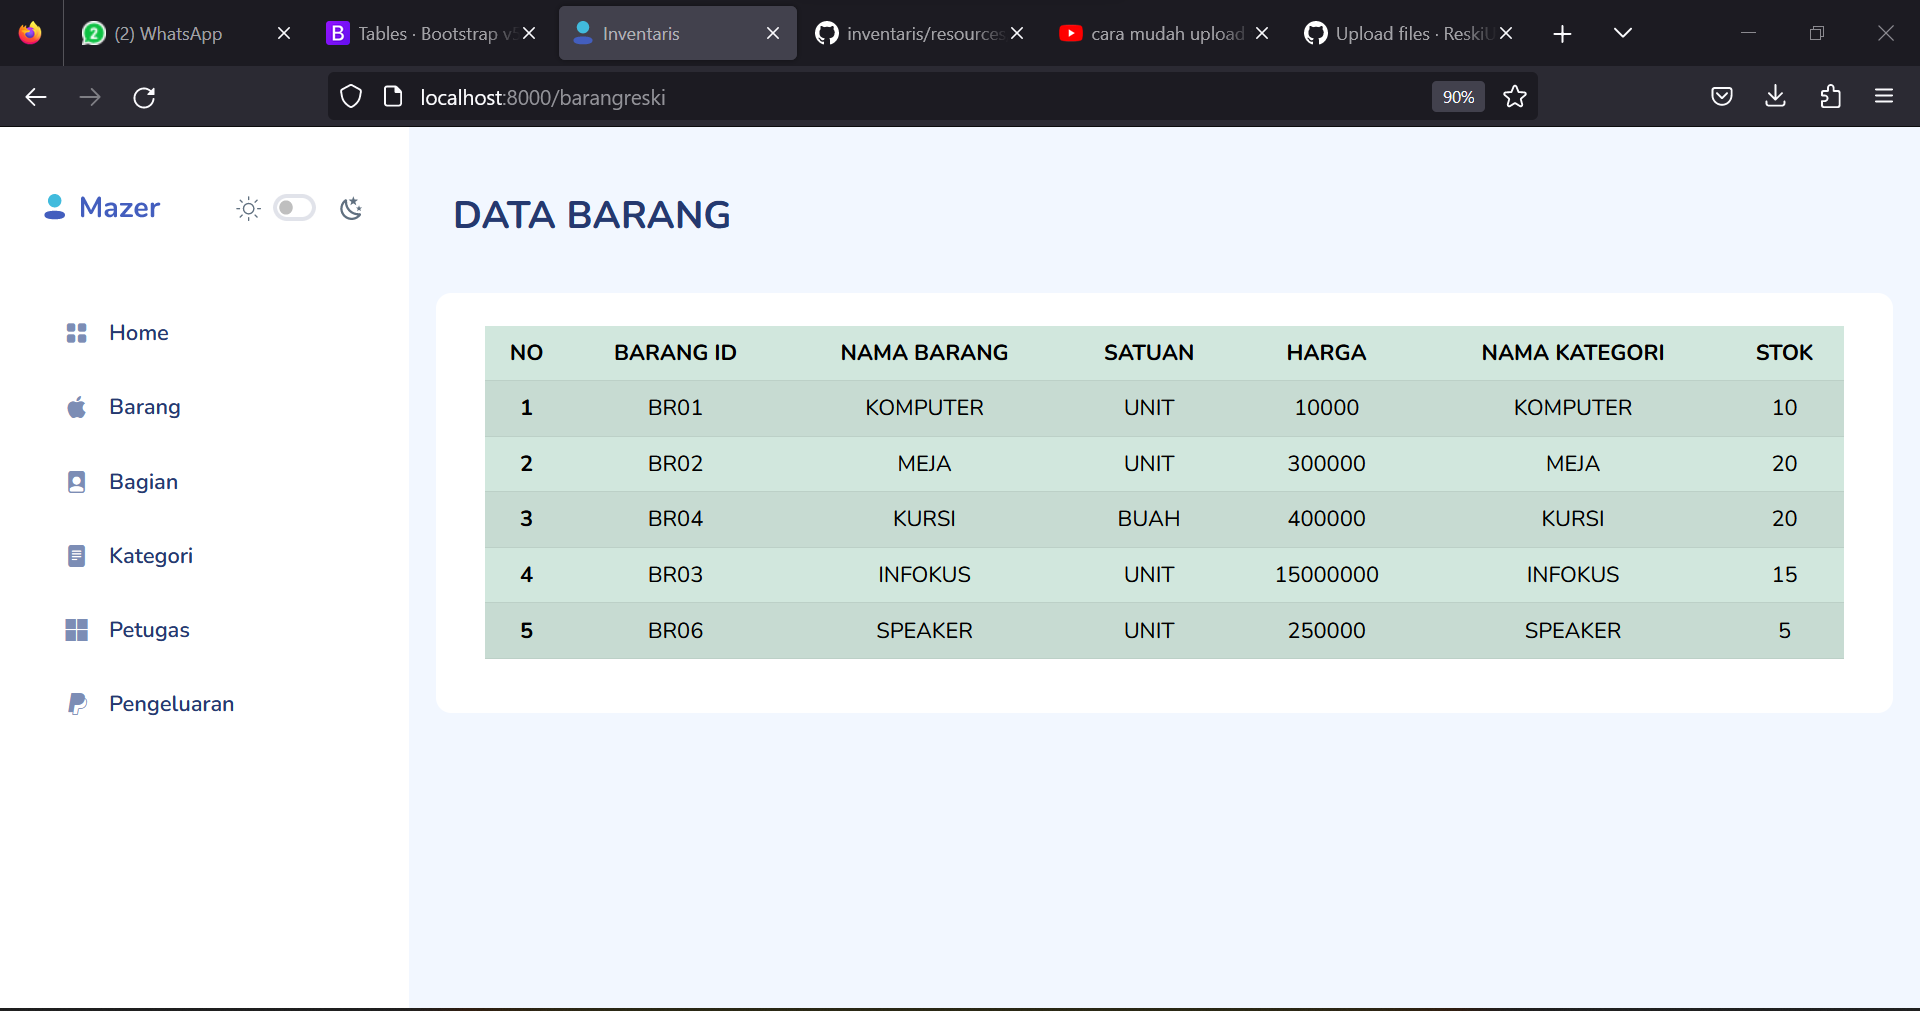 (2) WhatsApp
Tables · Bootstrap v5
Inventaris
inventaris/resources
cara mudah upload
Upload files · ReskiU
localhost:8000/barangreski
90%
Mazer
Home
Barang
Bagian
Kategori
Petugas
Pengeluaran
DATA BARANG
NO BARANG ID NAMA BARANG SATUAN HARGA NAMA KATEGORI STOK
1 BR01 KOMPUTER UNIT 10000 KOMPUTER 10
2 BR02 MEJA UNIT 300000 MEJA 20
3 BR04 KURSI BUAH 400000 KURSI 20
4 BR03 INFOKUS UNIT 15000000 INFOKUS 15
5 BR06 SPEAKER UNIT 250000 SPEAKER 5